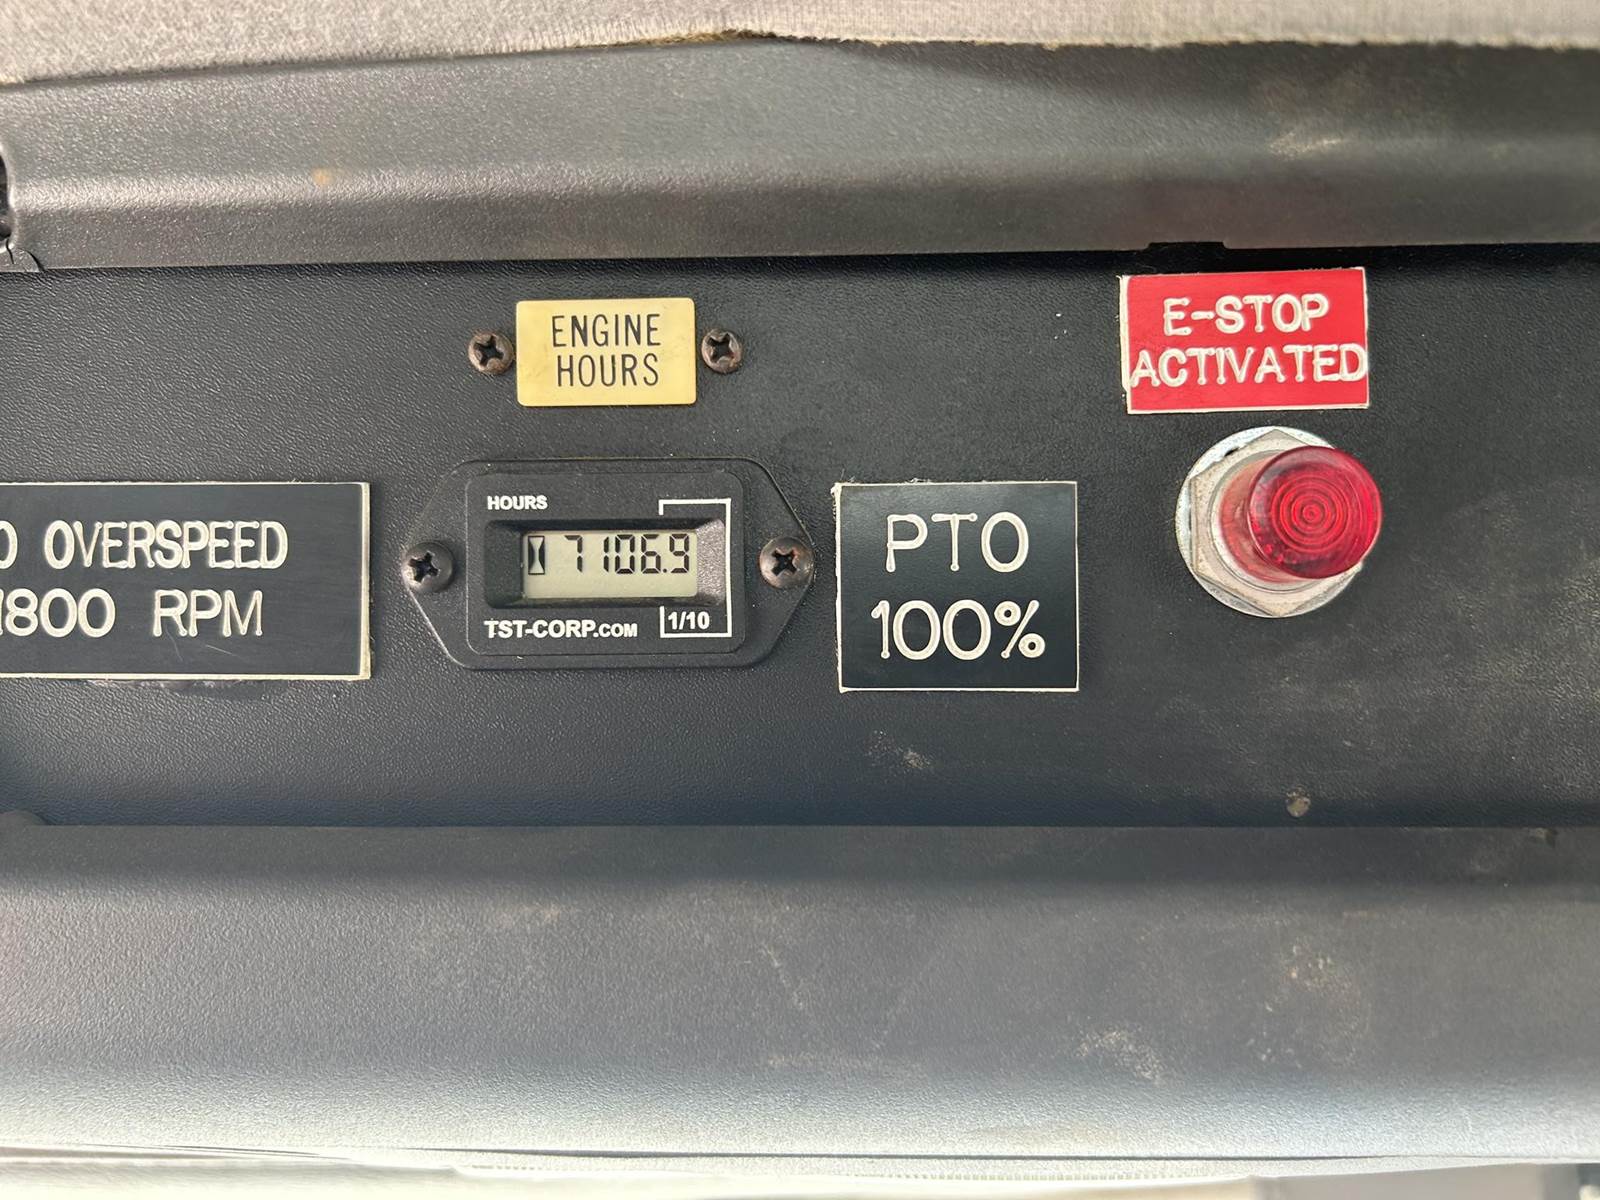 ENGINE
HOURS
E-STOP
ACTIVATED
O OVERSPEED
1800 RPM
HOURS
7106.9
TST-CORP.COM
1/10
PTO
100%